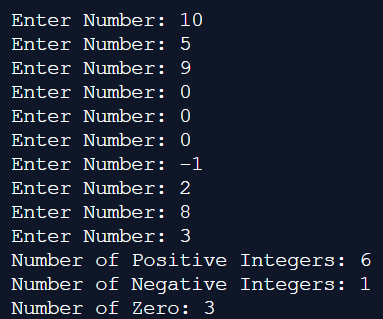 Enter Number: 10
Enter Number: 5
Enter Number: 9
Enter Number: 0
Enter Number: 0
Enter Number: 0
Enter Number: -1
Enter Number: 2
Enter Number: 8
Enter Number: 3
Number of Positive Integers: 6
Number of Negative Integers: 1
Number of Zero: 3